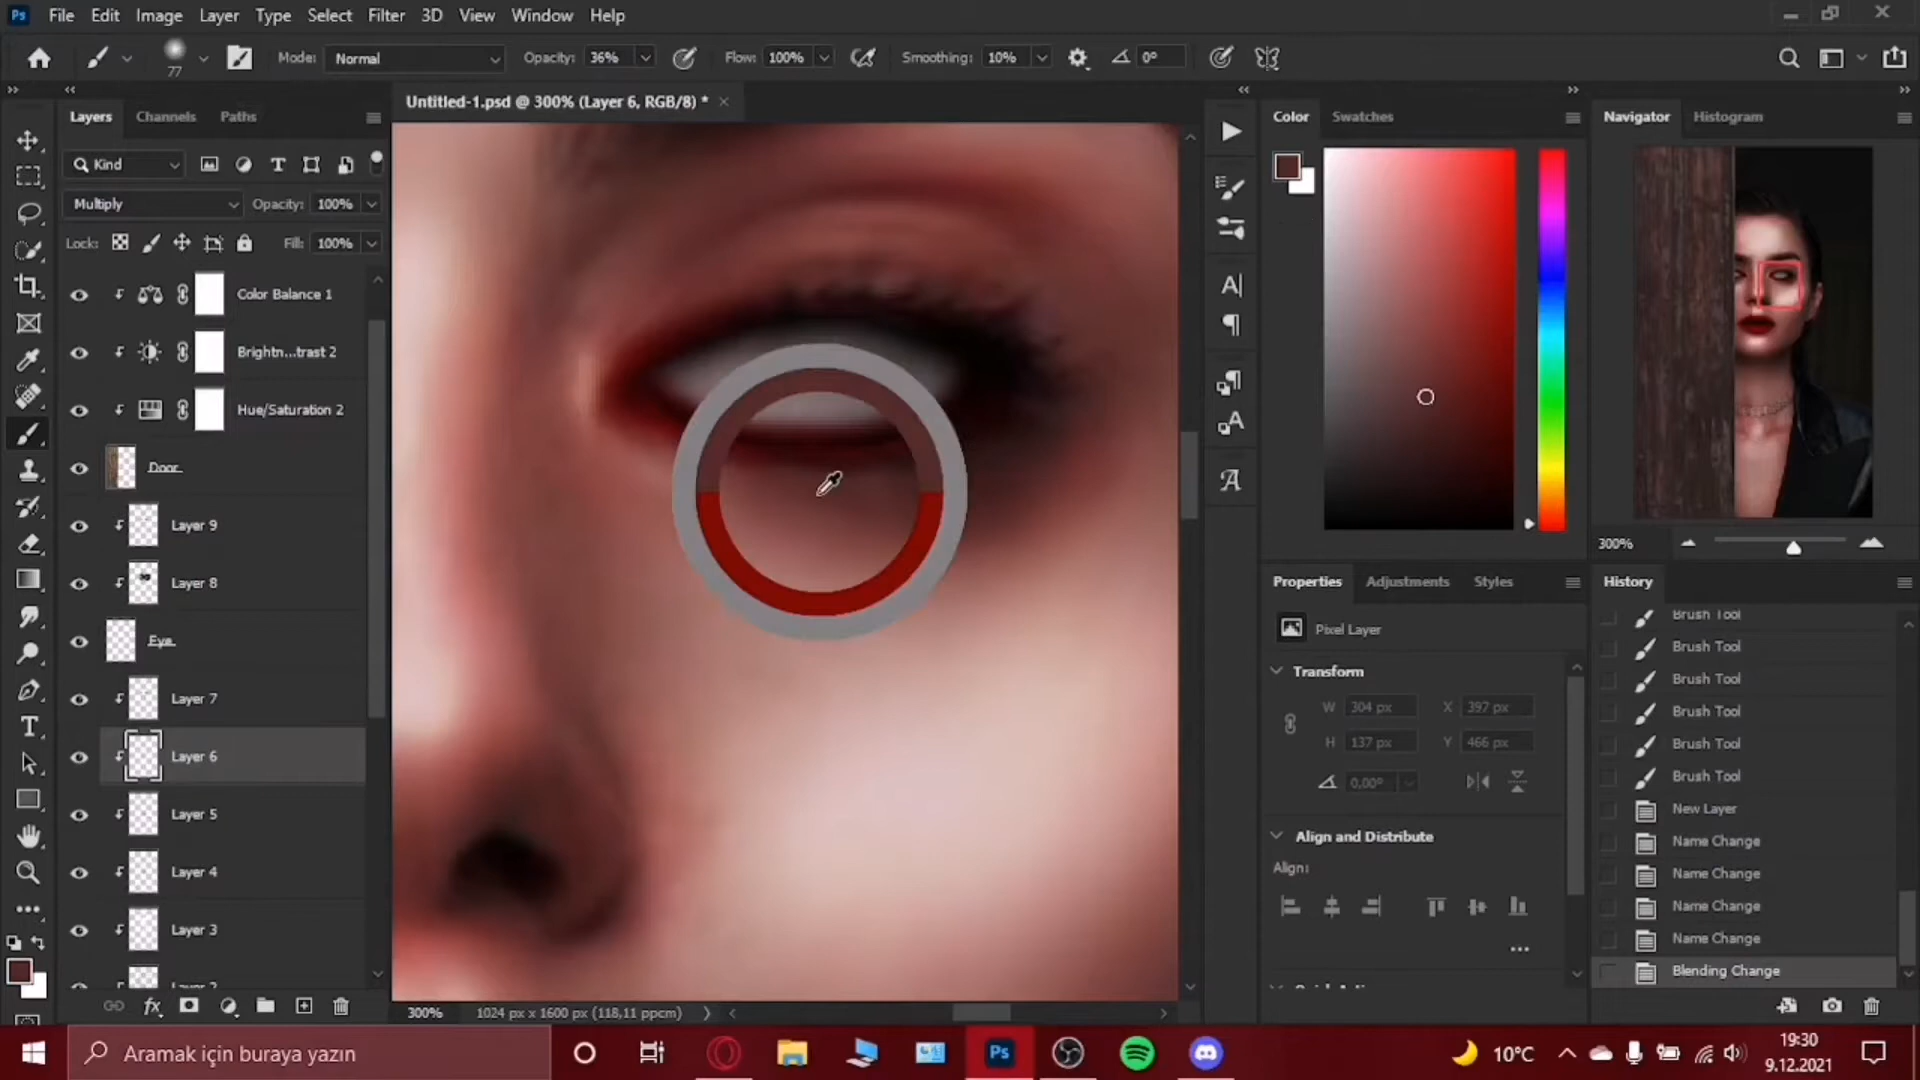 Ps File Edit Image Layer Type Select Filter 3D View Window Help
77 Mode: Normal Opacity: 36% Flow: 100% Smoothing: 10% 0°
Layers Channels Paths
Untitled-1.psd @ 300% (Layer 6, RGB/8) *
Color Swatches
Navigator Histogram
Kind
Multiply Opacity: 100%
Lock: Fill: 100%
Color Balance 1
Brightn...trast 2
Hue/Saturation 2
Door
Layer 9
Layer 8
Eye
Layer 7
Layer 6
Layer 5
Layer 4
Layer 3
300%
Properties Adjustments Styles
Pixel Layer
Transform
W 304 px X 397 px
H 137 px Y 466 px
0,00°
Align and Distribute
Align:
History
Brush Tool
Brush Tool
Brush Tool
Brush Tool
Brush Tool
Brush Tool
New Layer
Name Change
Name Change
Name Change
Name Change
Blending Change
300% 1024 px x 1600 px (118,11 ppcm)
Aramak için buraya yazın
Ps
10°C
19:30
9.12.2021